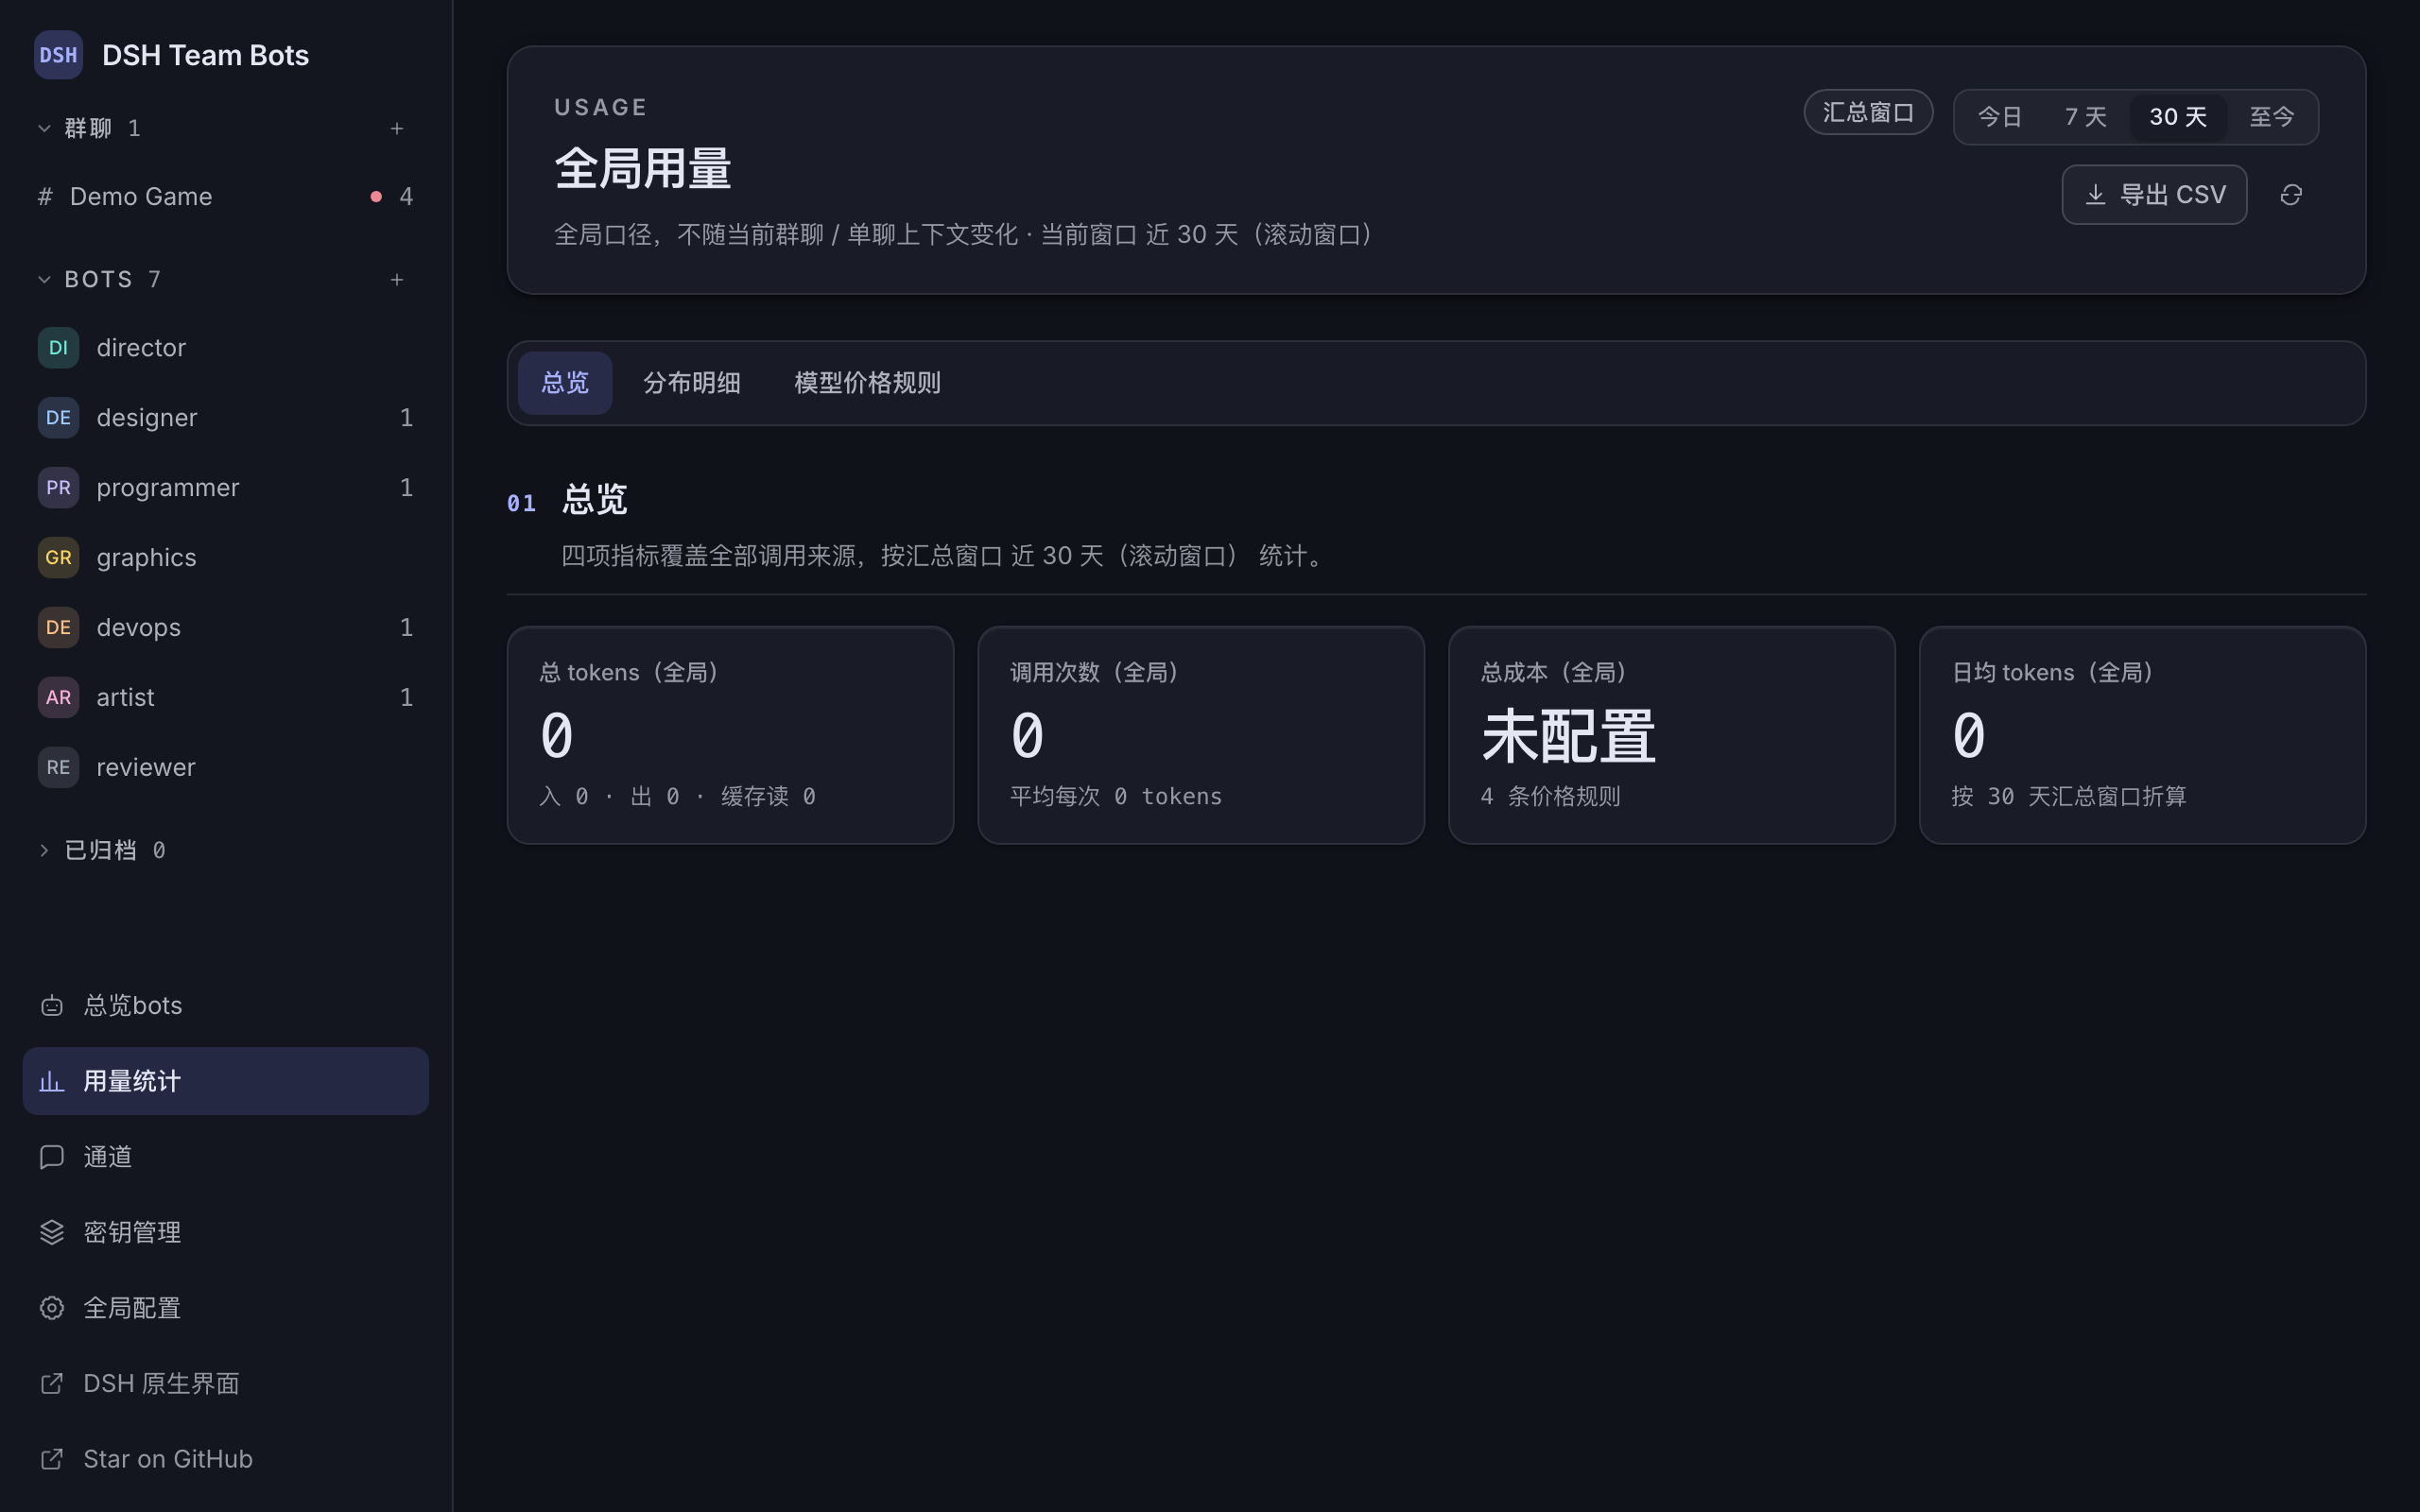 DSH DSH Team Bots
群聊 1 +
# Demo Game 4
BOTS 7 +
DI director
DE designer 1
PR programmer 1
GR graphics
DE devops 1
AR artist 1
RE reviewer
已归档 0
总览bots
用量统计
通道
密钥管理
全局配置
DSH 原生界面
Star on GitHub
USAGE
全局用量
全局口径，不随当前群聊 / 单聊上下文变化 · 当前窗口 近 30 天（滚动窗口）
汇总窗口 今日 7 天 30 天 至今
导出 CSV
总览 分布明细 模型价格规则
01 总览
四项指标覆盖全部调用来源，按汇总窗口 近 30 天（滚动窗口） 统计。
总 tokens（全局）
0
入 0 · 出 0 · 缓存读 0
调用次数（全局）
0
平均每次 0 tokens
总成本（全局）
未配置
4 条价格规则
日均 tokens（全局）
0
按 30 天汇总窗口折算